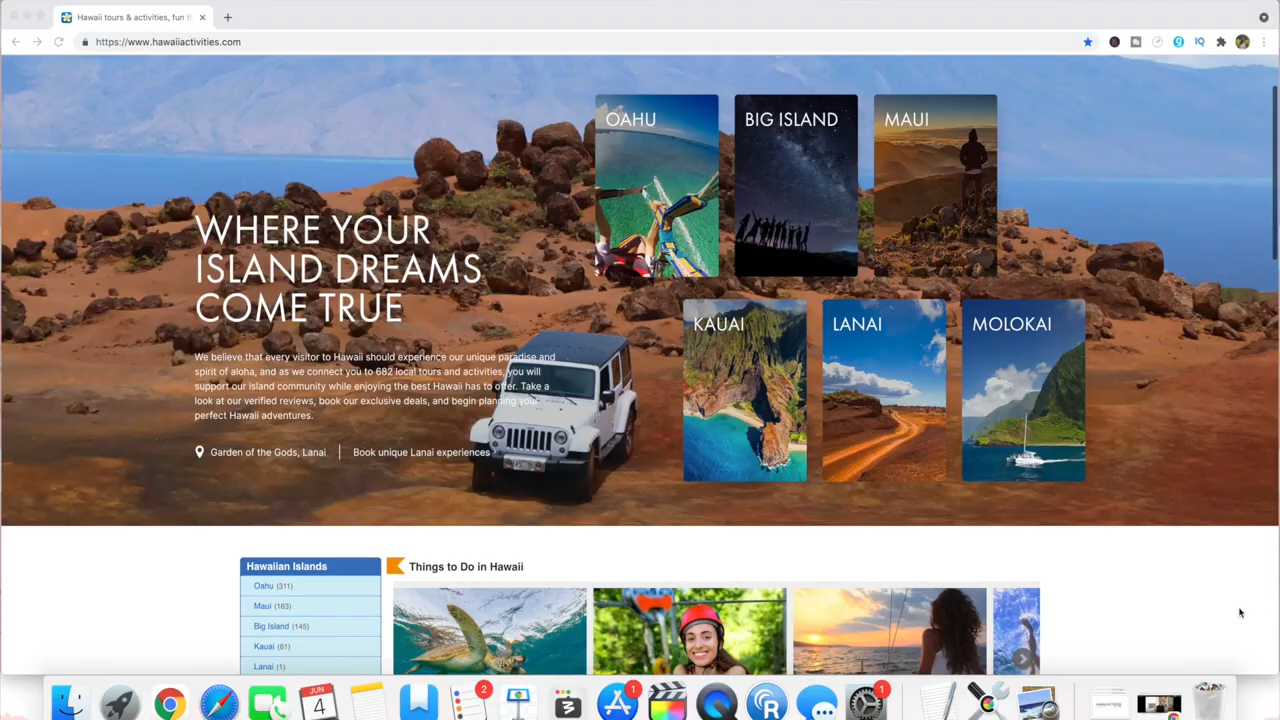 Hawaii tours & activities, fun t
https://www.hawaiiactivities.com
IQ
OAHU
BIG ISLAND
MAUI
WHERE YOUR
ISLAND DREAMS
COME TRUE
KAUAI
LANAI
MOLOKAI
We believe that every visitor to Hawaii should experience our unique paradise and
spirit of aloha, and as we connect you to 682 local tours and activities, you will
support our island community while enjoying the best Hawaii has to offer. Take a
look at our verified reviews, book our exclusive deals, and begin planning your
perfect Hawaii adventures.
Garden of the Gods, Lanai
Book unique Lanai experiences
Hawaiian Islands
Oahu (311)
Maui (163)
Big Island (145)
Kauai (61)
Lanai (1)
Things to Do in Hawaii
JUN
4
2
1
1